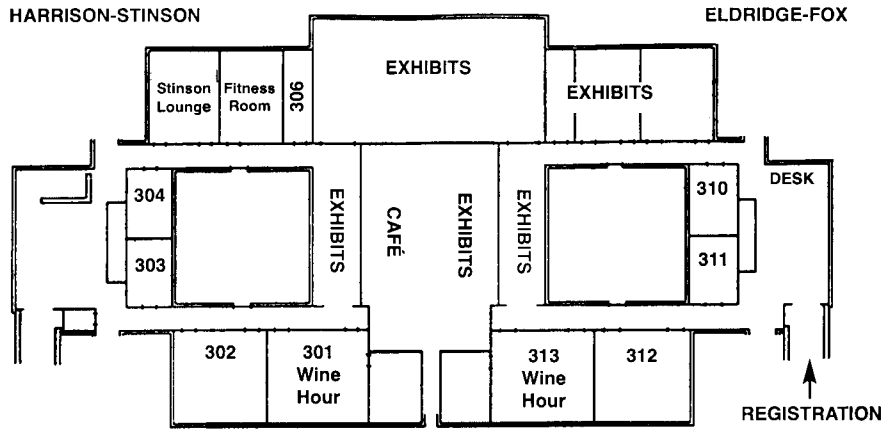 HARRISON-STINSON
ELDRIDGE-FOX
EXHIBITS
Stinson
Lounge
Fitness
Room
306
EXHIBITS
304
303
EXHIBITS
CAFÉ
EXHIBITS
EXHIBITS
310
311
DESK
302
301
Wine
Hour
313
Wine
Hour
312
REGISTRATION